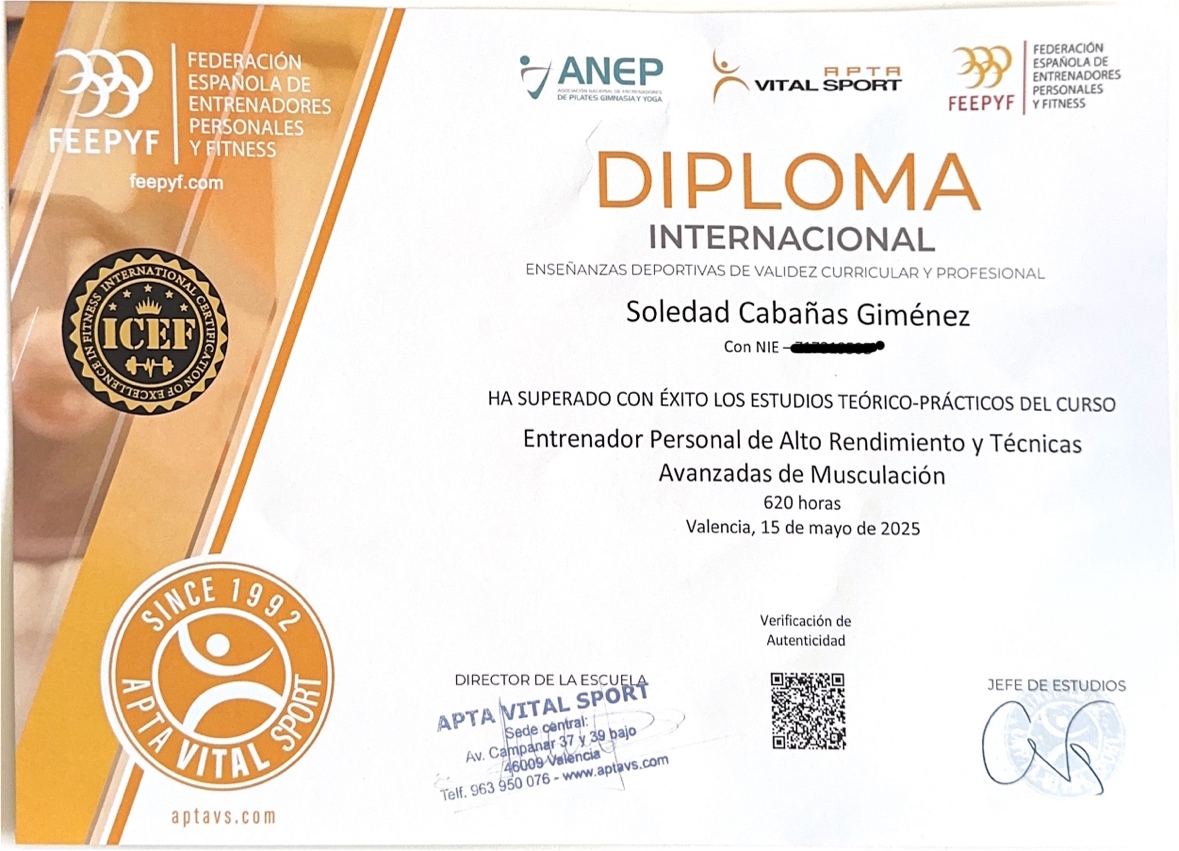 FEEPYF
FEDERACIÓN
ESPAÑOLA DE
ENTRENADORES
PERSONALES
Y FITNESS
feepyf.com
ANEP
ASOCIACIÓN NACIONAL DE ENTRENADORES
DE PILATES GIMNASIA Y YOGA
APTA
VITAL SPORT
FEEPYF
FEDERACIÓN
ESPAÑOLA DE
ENTRENADORES
PERSONALES
Y FITNESS
DIPLOMA
INTERNACIONAL
ENSEÑANZAS DEPORTIVAS DE VALIDEZ CURRICULAR Y PROFESIONAL
Soledad Cabañas Giménez
Con NIE
INTERNATIONAL CERTIFICATION OF EXCELLENCE IN FITNESS
ICEF
HA SUPERADO CON ÉXITO LOS ESTUDIOS TEÓRICO-PRÁCTICOS DEL CURSO
Entrenador Personal de Alto Rendimiento y Técnicas
Avanzadas de Musculación
620 horas
Valencia, 15 de mayo de 2025
SINCE 1992
APTA VITAL SPORT
aptavs.com
Verificación de
Autenticidad
DIRECTOR DE LA ESCUELA
APTA VITAL SPORT
Sede central:
Av. Campanar 37 y 39 bajo
46009 Valencia
Telf. 963 950 076 - www.aptavs.com
JEFE DE ESTUDIOS